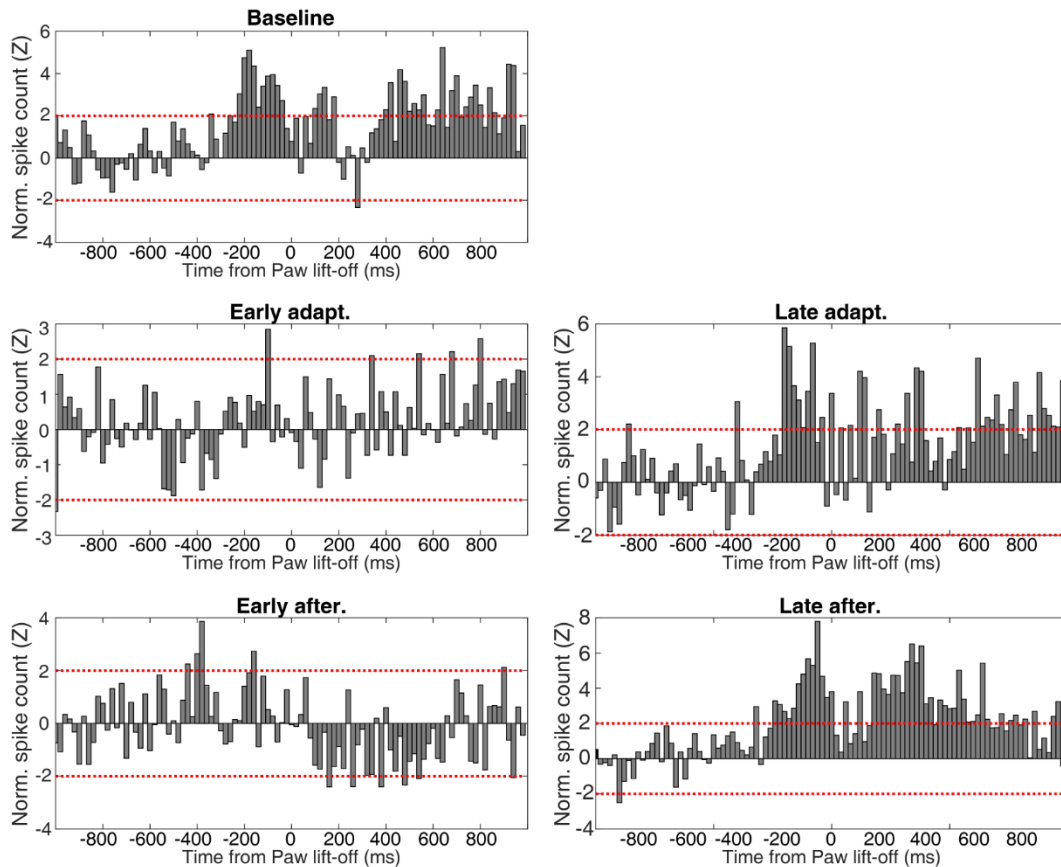 Baseline
Norm. spike count (Z)
6
4
2
0
-2
-4
-800 -600 -400 -200 0 200 400 600 800
Time from Paw lift-off (ms)
Early adapt.
Norm. spike count (Z)
3
2
1
0
-1
-2
-3
-800 -600 -400 -200 0 200 400 600 800
Time from Paw lift-off (ms)
Late adapt.
Norm. spike count (Z)
6
4
2
0
-2
-800 -600 -400 -200 0 200 400 600 800
Time from Paw lift-off (ms)
Early after.
Norm. spike count (Z)
4
2
0
-2
-4
-800 -600 -400 -200 0 200 400 600 800
Time from Paw lift-off (ms)
Late after.
Norm. spike count (Z)
8
6
4
2
0
-2
-4
-800 -600 -400 -200 0 200 400 600 800
Time from Paw lift-off (ms)